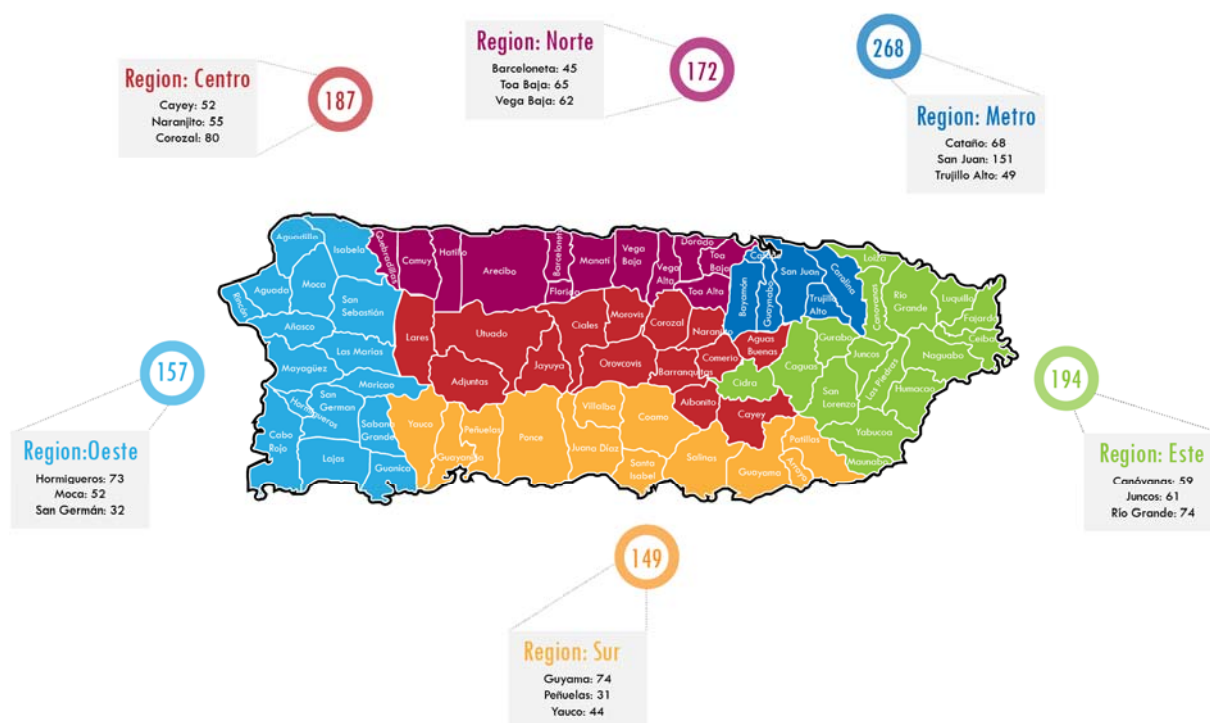 Region: Norte
Barceloneta: 45
Toa Baja: 65
Vega Baja: 62
172
268
Region: Centro
Cayey: 52
Naranjito: 55
Corozal: 80
187
Region: Metro
Cataño: 68
San Juan: 151
Trujillo Alto: 49
Aguadilla
Isabela
Quebradillas
Camuy
Hatillo
Arecibo
Barceloneta
Florida
Manatí
Vega
Baja
Vega
Alta
Dorado
Toa
Baja
Toa Alta
Bayamón
Guaynabo
San Juan
Trujillo
Alto
Carolina
Loiza
Canovanas
Río
Grande
Luquillo
Fajardo
Ceiba
Rincón
Aguada
Moca
San
Sebastián
Añasco
Las Marias
Mayagüez
Maricao
Hormigueros
San
German
Sabana
Grande
Cabo
Rojo
Lajas
Guanica
Lares
Utuado
Adjuntas
Jayuya
Ciales
Morovis
Orovcovis
Corozal
Naranjito
Barranquitas
Comerio
Aguas
Buenas
Aibonito
Cayey
Cidra
Caguas
Gurabo
Juncos
San
Lorenzo
Las Piedras
Naguabo
Humacao
Yabucoa
Maunabo
Yauco
Guayanilla
Peñuelas
Ponce
Villalba
Juana Díaz
Coamo
Santa
Isabel
Salinas
Guayama
Arroyo
Patillas
157
Region:Oeste
Hormigueros: 73
Moca: 52
San Germán: 32
194
Region: Este
Canóvanas: 59
Juncos: 61
Río Grande: 74
149
Region: Sur
Guyama: 74
Peñuelas: 31
Yauco: 44